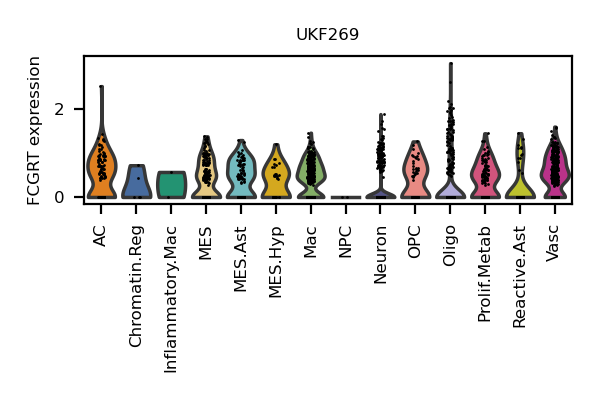 UKF269
FCGRT expression
2
0
AC
Chromatin.Reg
Inflammatory.Mac
MES
MES.Ast
MES.Hyp
Mac
NPC
Neuron
OPC
Oligo
Prolif.Metab
Reactive.Ast
Vasc